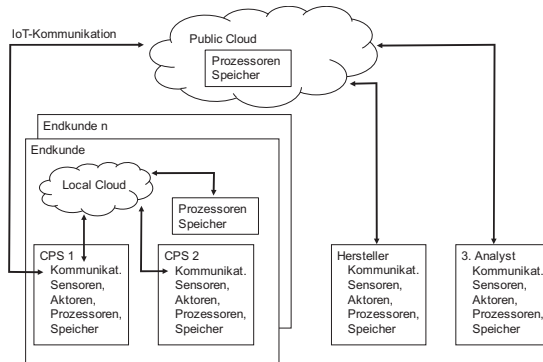 IoT-Kommunikation
Public Cloud
Prozessoren
Speicher
Endkunde n
Endkunde
Local Cloud
Prozessoren
Speicher
CPS 1
Kommunikat.
Sensoren,
Aktoren,
Prozessoren,
Speicher
CPS 2
Kommunikat.
Sensoren,
Aktoren,
Prozessoren,
Speicher
Hersteller
Kommunikat.
Sensoren,
Aktoren,
Prozessoren,
Speicher
3. Analyst
Kommunikat.
Sensoren,
Aktoren,
Prozessoren,
Speicher